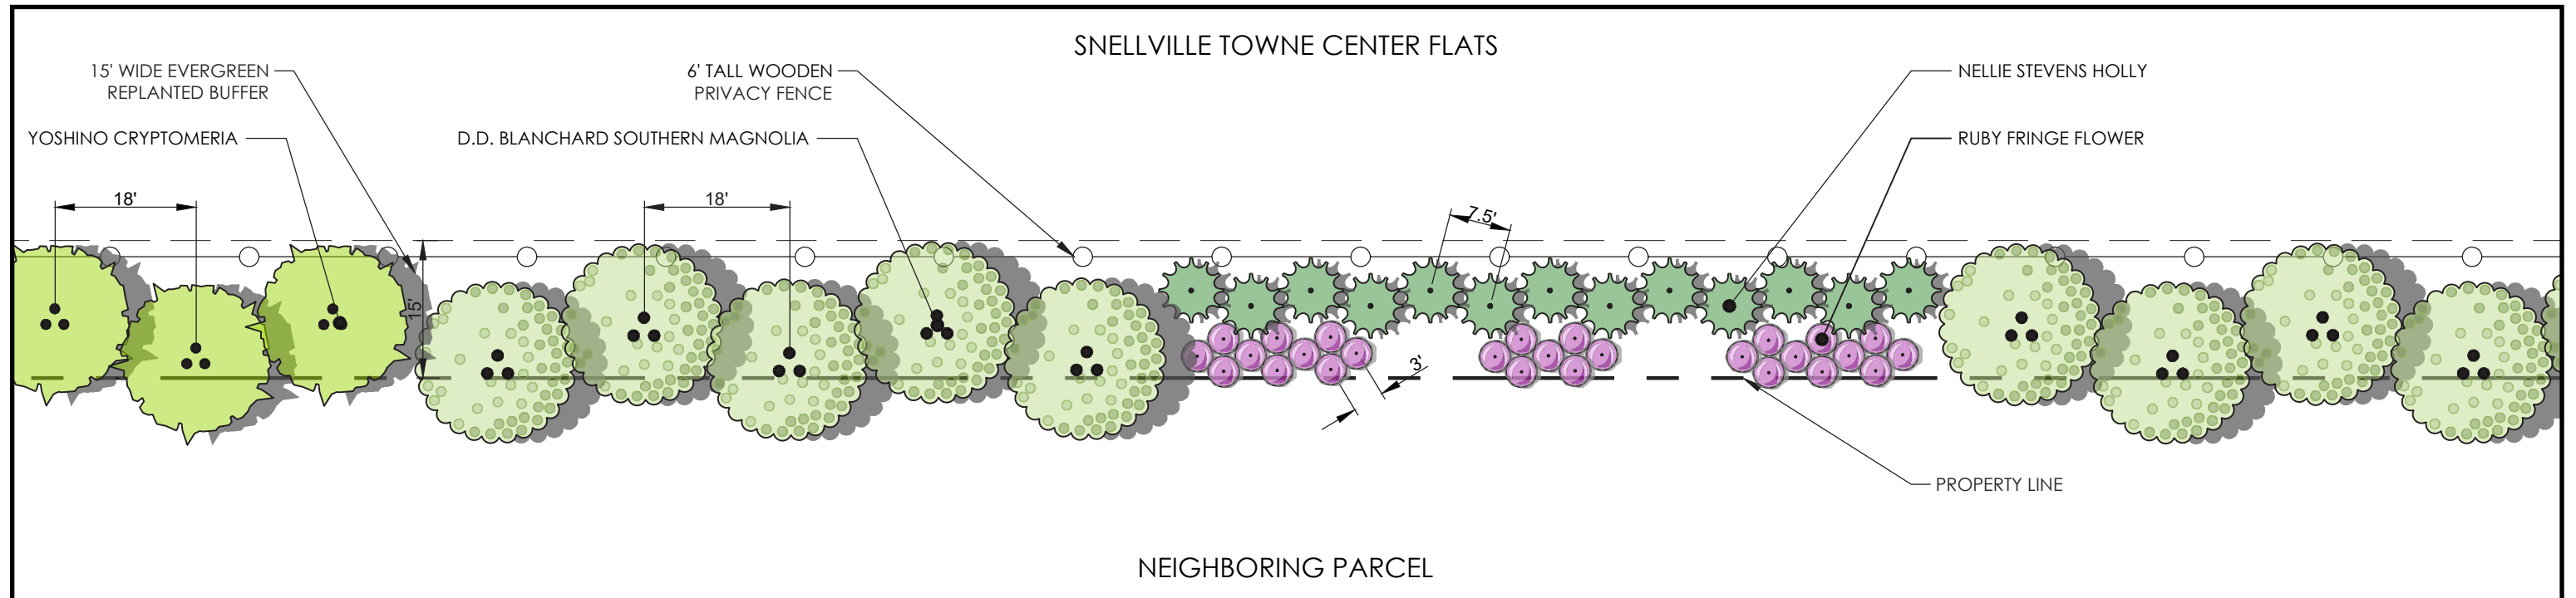 SNELLVILLE TOWNE CENTER FLATS
15' WIDE EVERGREEN
REPLANTED BUFFER
YOSHINO CRYPTOMERIA
6' TALL WOODEN
PRIVACY FENCE
D.D. BLANCHARD SOUTHERN MAGNOLIA
NELLIE STEVENS HOLLY
RUBY FRINGE FLOWER
18'
18'
7.5'
15'
3'
PROPERTY LINE
NEIGHBORING PARCEL